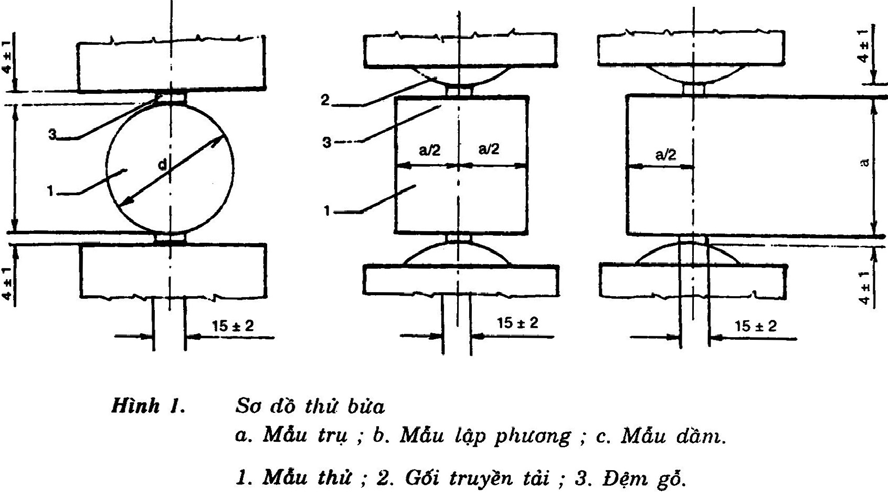 4 ± 1
3
1
d
4 ± 1
15 ± 2
2
3
a/2
a/2
1
15 ± 2
4 ± 1
a/2
a
4 ± 1
15 ± 2
Hình 1. Sơ dồ thử bửa
a. Mẫu trụ ; b. Mẫu lập phương ; c. Mẫu dầm.
1. Mẫu thử ; 2. Gối truyền tải ; 3. Đệm gỗ.